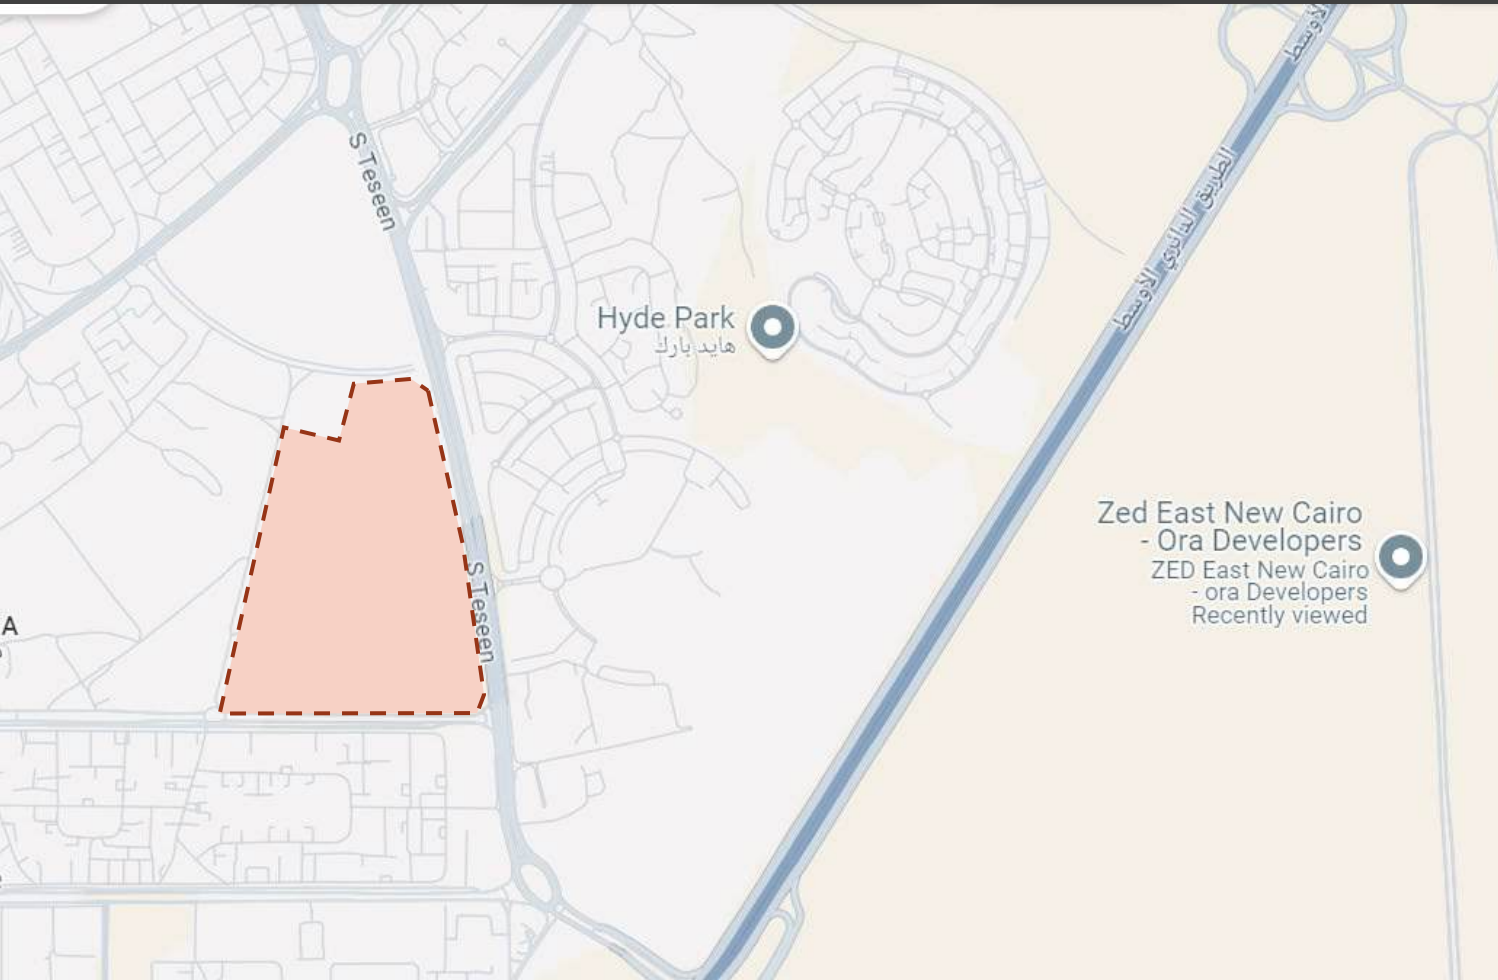 الأوسط
S Teseen
الطريق الدائري الأوسط
Hyde Park
هايد بارك
Zed East New Cairo
- Ora Developers
ZED East New Cairo
- ora Developers
Recently viewed
S Teseen
A